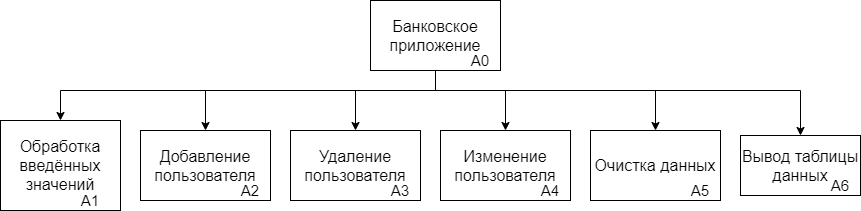 Банковское
приложение
A0
Обработка
введённых
значений
A1
Добавление
пользователя
A2
Удаление
пользователя
A3
Изменение
пользователя
A4
Очистка данных
A5
Вывод таблицы
данных
A6